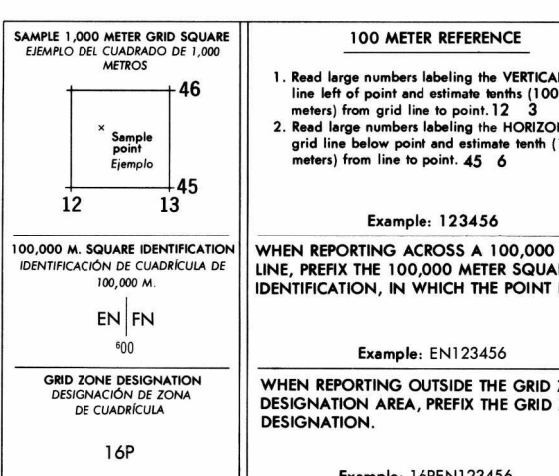 SAMPLE 1,000 METER GRID SQUARE
EJEMPLO DEL CUADRADO DE 1,000
METROS
46
Sample
point
Ejemplo
45
12 13
100 METER REFERENCE
1. Read large numbers labeling the VERTICAL
line left of point and estimate tenths (100
meters) from grid line to point. 12 3
2. Read large numbers labeling the HORIZON
grid line below point and estimate tenth (1
meters) from line to point. 45 6
Example: 123456
100,000 M. SQUARE IDENTIFICATION
IDENTIFICACIÓN DE CUADRÍCULA DE
100,000 M.
EN FN
⁶00
WHEN REPORTING ACROSS A 100,000
LINE, PREFIX THE 100,000 METER SQUA
IDENTIFICATION, IN WHICH THE POINT
Example: EN123456
GRID ZONE DESIGNATION
DESIGNACIÓN DE ZONA
DE CUADRÍCULA
16P
WHEN REPORTING OUTSIDE THE GRID
DESIGNATION AREA, PREFIX THE GRID
DESIGNATION.
Example: 16PEN123456